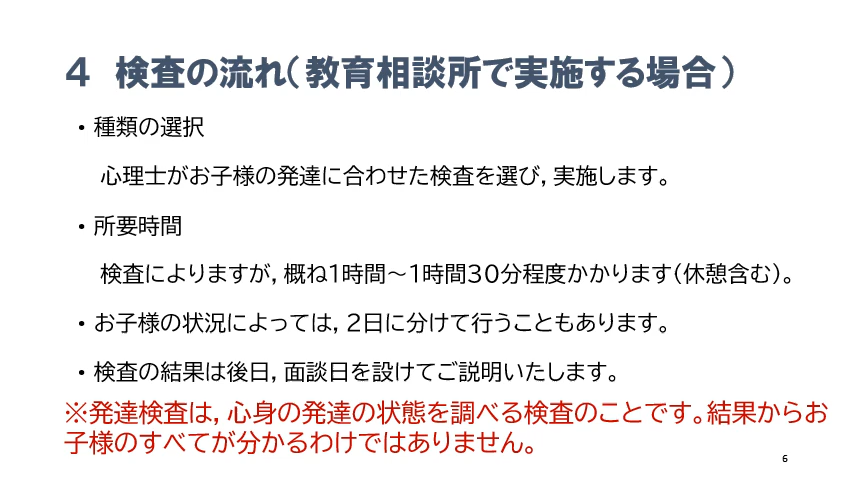 ４　検査の流れ（教育相談所で実施する場合）
• 種類の選択
心理士がお子様の発達に合わせた検査を選び，実施します。
• 所要時間
検査によりますが，概ね１時間～１時間３０分程度かかります（休憩含む）。
• お子様の状況によっては，２日に分けて行うこともあります。
• 検査の結果は後日，面談日を設けてご説明いたします。
※発達検査は，心身の発達の状態を調べる検査のことです。結果からお
子様のすべてが分かるわけではありません。
6